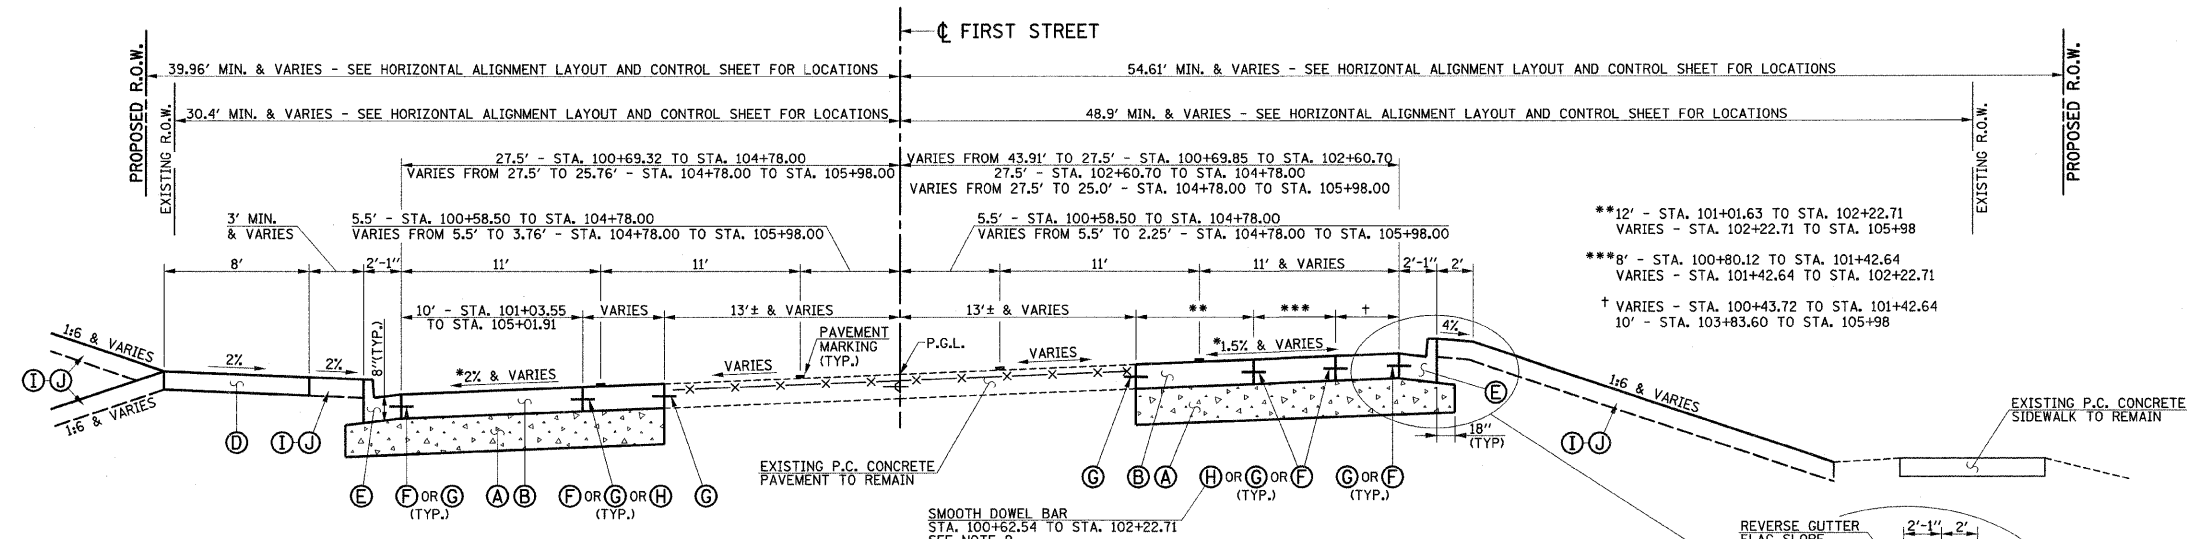 ℄ FIRST STREET
PROPOSED R.O.W.
EXISTING R.O.W.
39.96' MIN. & VARIES - SEE HORIZONTAL ALIGNMENT LAYOUT AND CONTROL SHEET FOR LOCATIONS
54.61' MIN. & VARIES - SEE HORIZONTAL ALIGNMENT LAYOUT AND CONTROL SHEET FOR LOCATIONS
30.4' MIN. & VARIES - SEE HORIZONTAL ALIGNMENT LAYOUT AND CONTROL SHEET FOR LOCATIONS
48.9' MIN. & VARIES - SEE HORIZONTAL ALIGNMENT LAYOUT AND CONTROL SHEET FOR LOCATIONS
EXISTING R.O.W.
PROPOSED R.O.W.
27.5' - STA. 100+69.32 TO STA. 104+78.00
VARIES FROM 27.5' TO 25.76' - STA. 104+78.00 TO STA. 105+98.00
VARIES FROM 43.91' TO 27.5' - STA. 100+69.85 TO STA. 102+60.70
27.5' - STA. 102+60.70 TO STA. 104+78.00
VARIES FROM 27.5' TO 25.0' - STA. 104+78.00 TO STA. 105+98.00
3' MIN.
& VARIES
5.5' - STA. 100+58.50 TO STA. 104+78.00
VARIES FROM 5.5' TO 3.76' - STA. 104+78.00 TO STA. 105+98.00
5.5' - STA. 100+58.50 TO STA. 104+78.00
VARIES FROM 5.5' TO 2.25' - STA. 104+78.00 TO STA. 105+98.00
**12' - STA. 101+01.63 TO STA. 102+22.71
VARIES - STA. 102+22.71 TO STA. 105+98
***8' - STA. 100+80.12 TO STA. 101+42.64
VARIES - STA. 101+42.64 TO STA. 102+22.71
† VARIES - STA. 100+43.72 TO STA. 101+42.64
10' - STA. 103+83.60 TO STA. 105+98
8' 2'-1" 11' 11' 11' 11' & VARIES 2'-1" 2'
10' - STA. 101+03.55
TO STA. 105+01.91
VARIES 13'± & VARIES 13'± & VARIES ** *** †
1:6 & VARIES
1:6 & VARIES
2% 2%
8"(TYP.)
*2% & VARIES
VARIES
PAVEMENT
MARKING
(TYP.)
P.G.L.
VARIES
*1.5% & VARIES
4%
1:6 & VARIES
I-J
D
I-J
E
I-J
18"
(TYP)
EXISTING P.C. CONCRETE
SIDEWALK TO REMAIN
EXISTING P.C. CONCRETE
PAVEMENT TO REMAIN
E
F OR G
(TYP.)
A B
F OR G OR H
(TYP.)
G
G B A
H OR G OR F
(TYP.)
G OR F
(TYP.)
SMOOTH DOWEL BAR
STA. 100+62.54 TO STA. 102+22.71
SEE NOTE
REVERSE GUTTER
FLAG SLOPE
2'-1" 2'